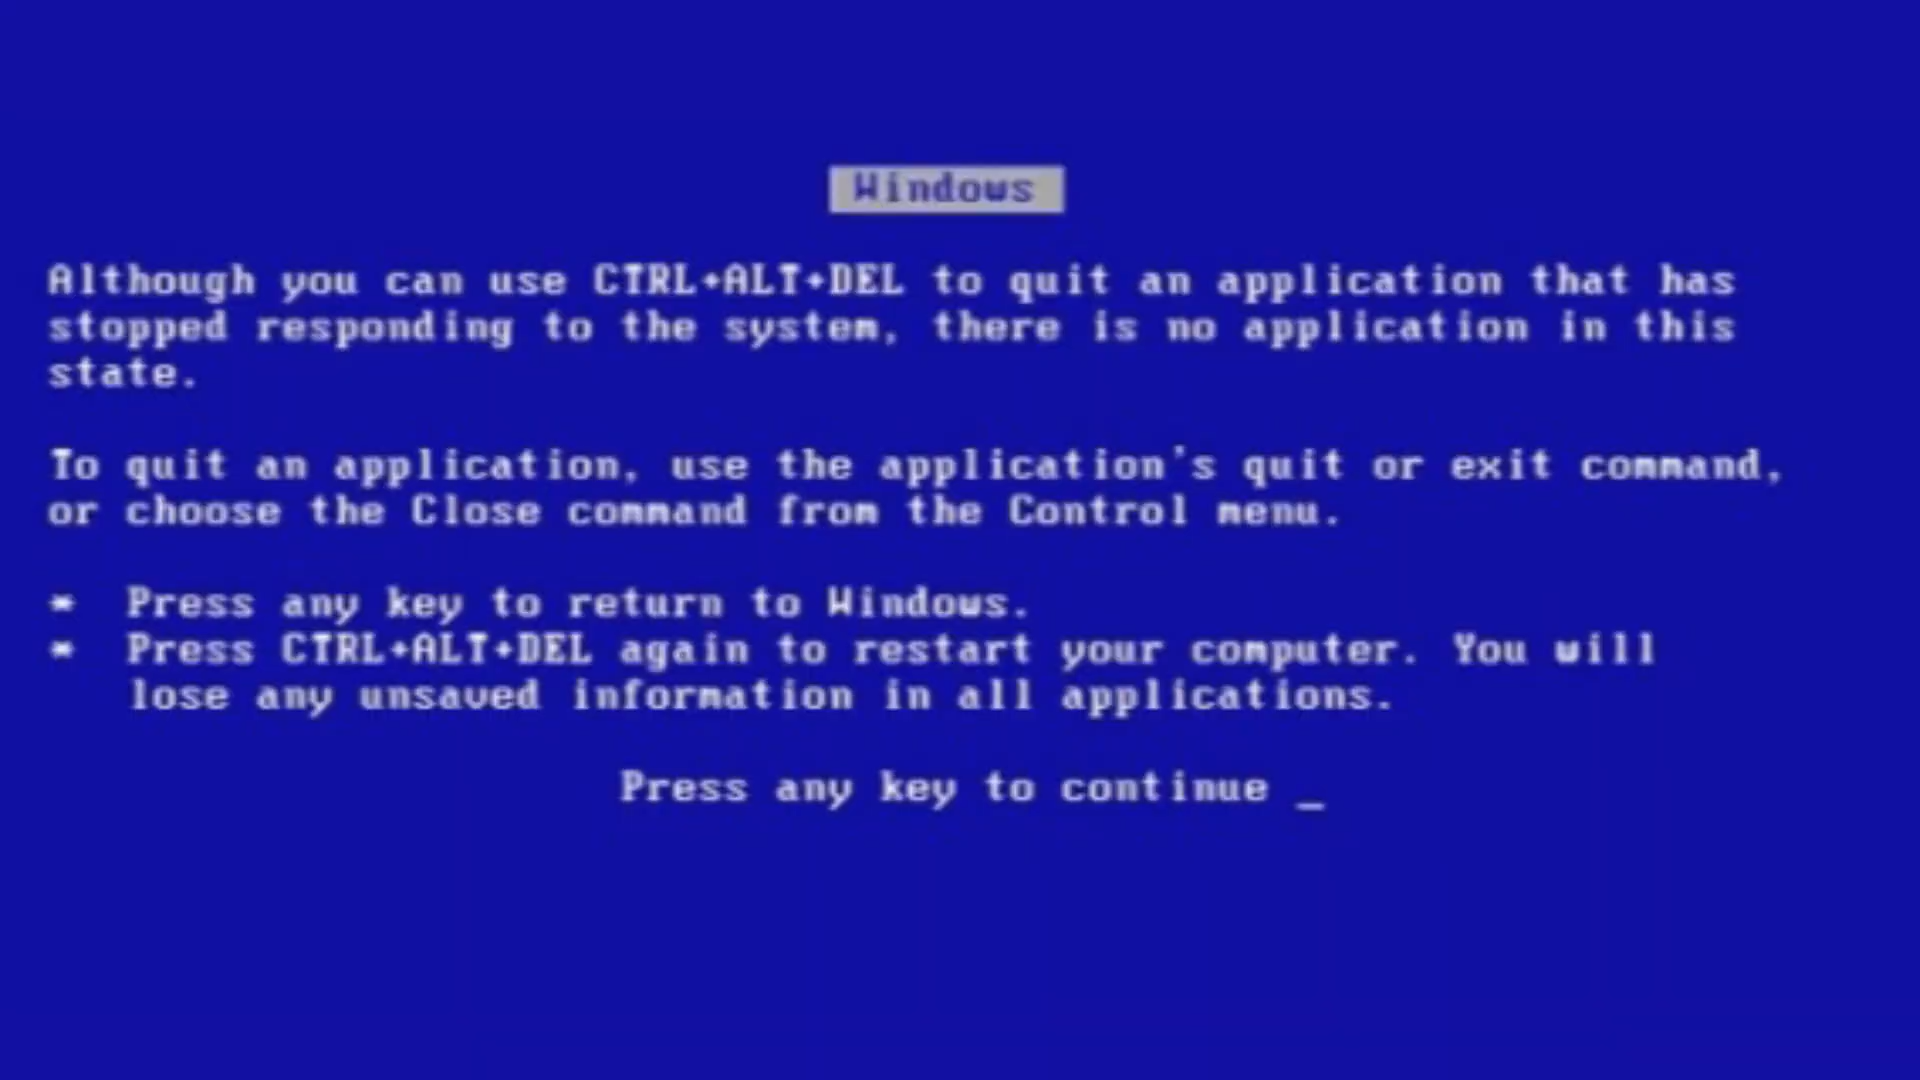 Windows
Although you can use CTRL+ALT+DEL to quit an application that has
stopped responding to the system, there is no application in this
state.
To quit an application, use the application's quit or exit command,
or choose the Close command from the Control menu.
* Press any key to return to Windows.
* Press CTRL+ALT+DEL again to restart your computer. You will
lose any unsaved information in all applications.
Press any key to continue _